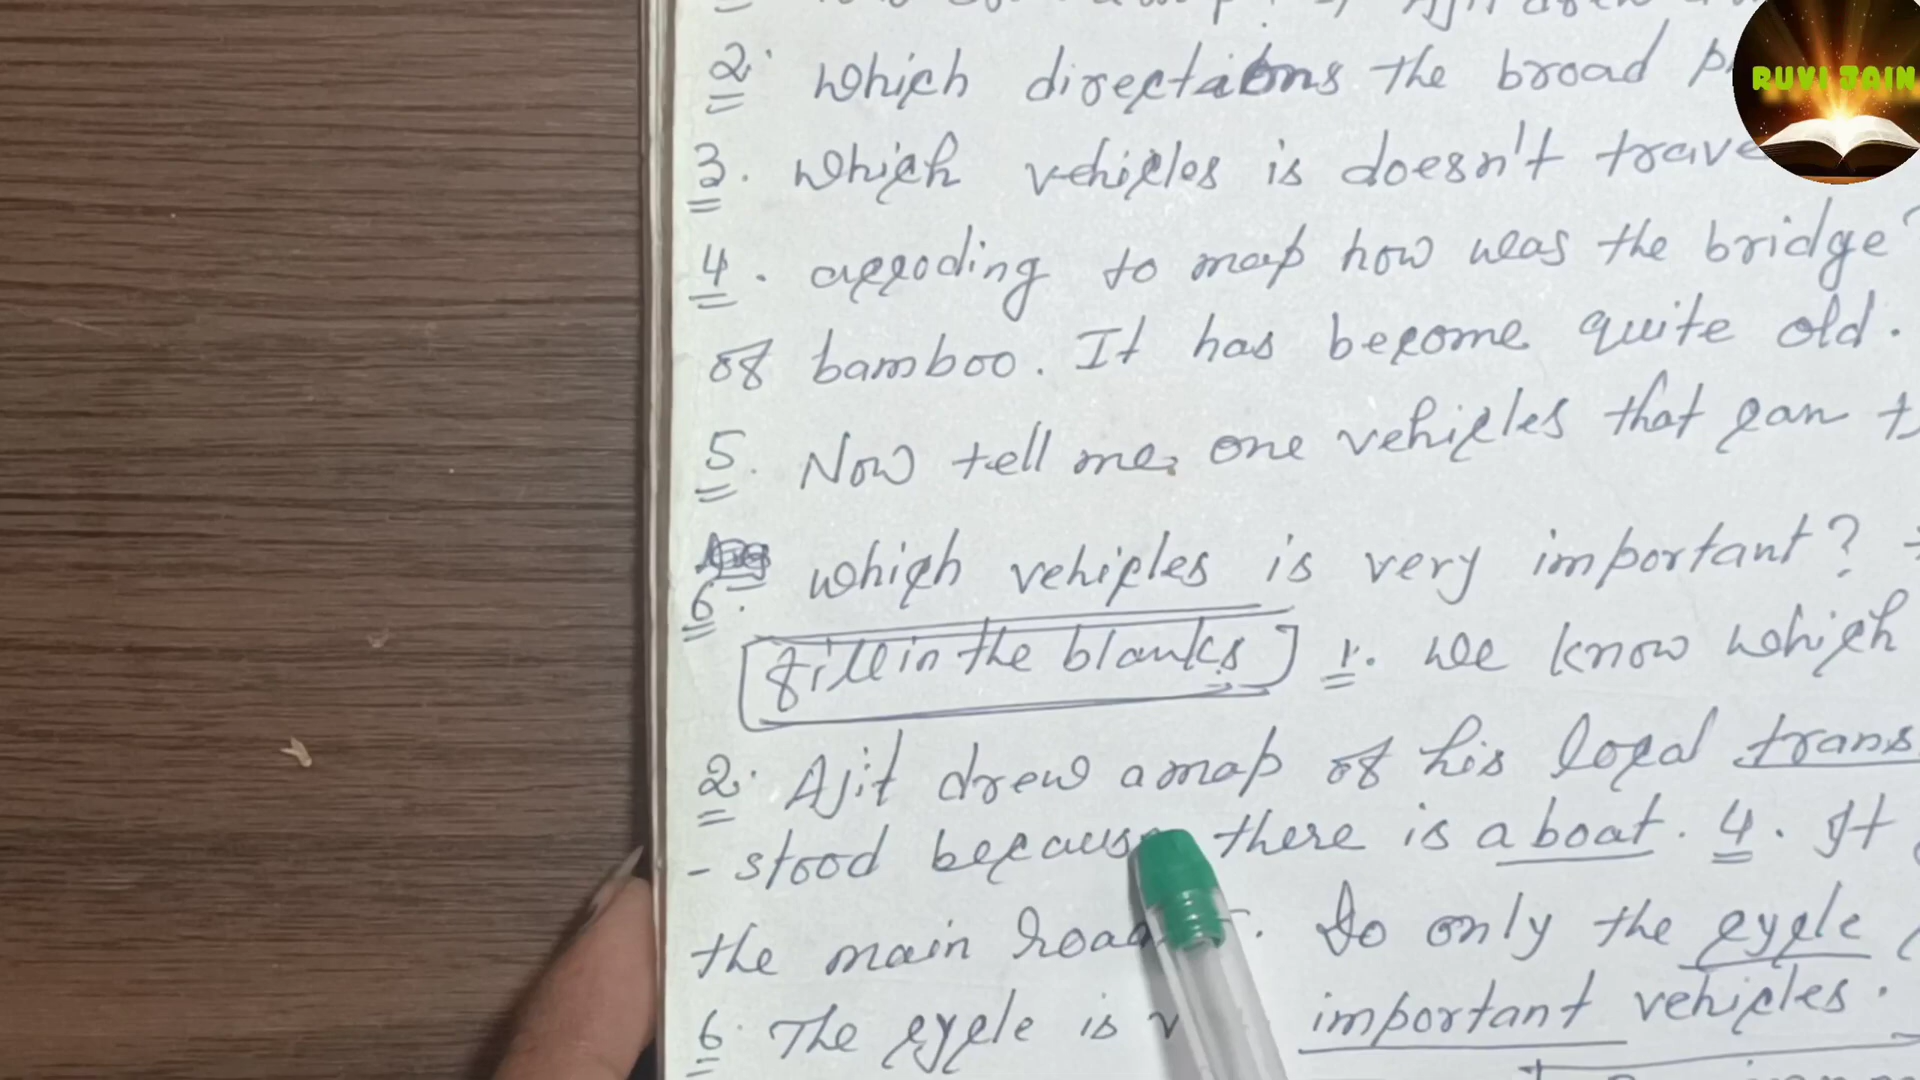 2. which directions the broad
RUVI JAIN
3. which vehicles is doesn't trave
4. accroding to map how was the bridge?
of bamboo. It has become quite old.
5. Now tell me, one vehicles that can t
6. which vehicles is very important?
fill in the blanks 1. we know which
2. Ajit drew a map of his local trans
- stood because there is a boat. 4. It
the main road. So only the cycle
6. The cycle is important vehicles.